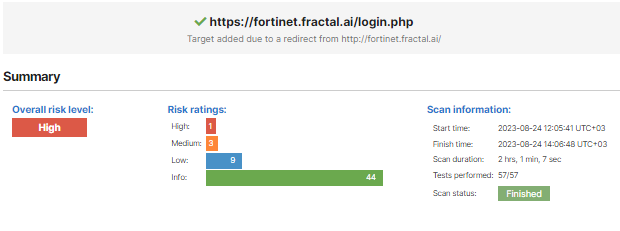 https://fortinet.fractal.ai/login.php
Target added due to a redirect from http://fortinet.fractal.ai/
Summary
Overall risk level:
High
Risk ratings:
High: 1
Medium: 3
Low: 9
Info: 44
Scan information:
Start time: 2023-08-24 12:05:41 UTC+03
Finish time: 2023-08-24 14:06:48 UTC+03
Scan duration: 2 hrs, 1 min, 7 sec
Tests performed: 57/57
Scan status: Finished